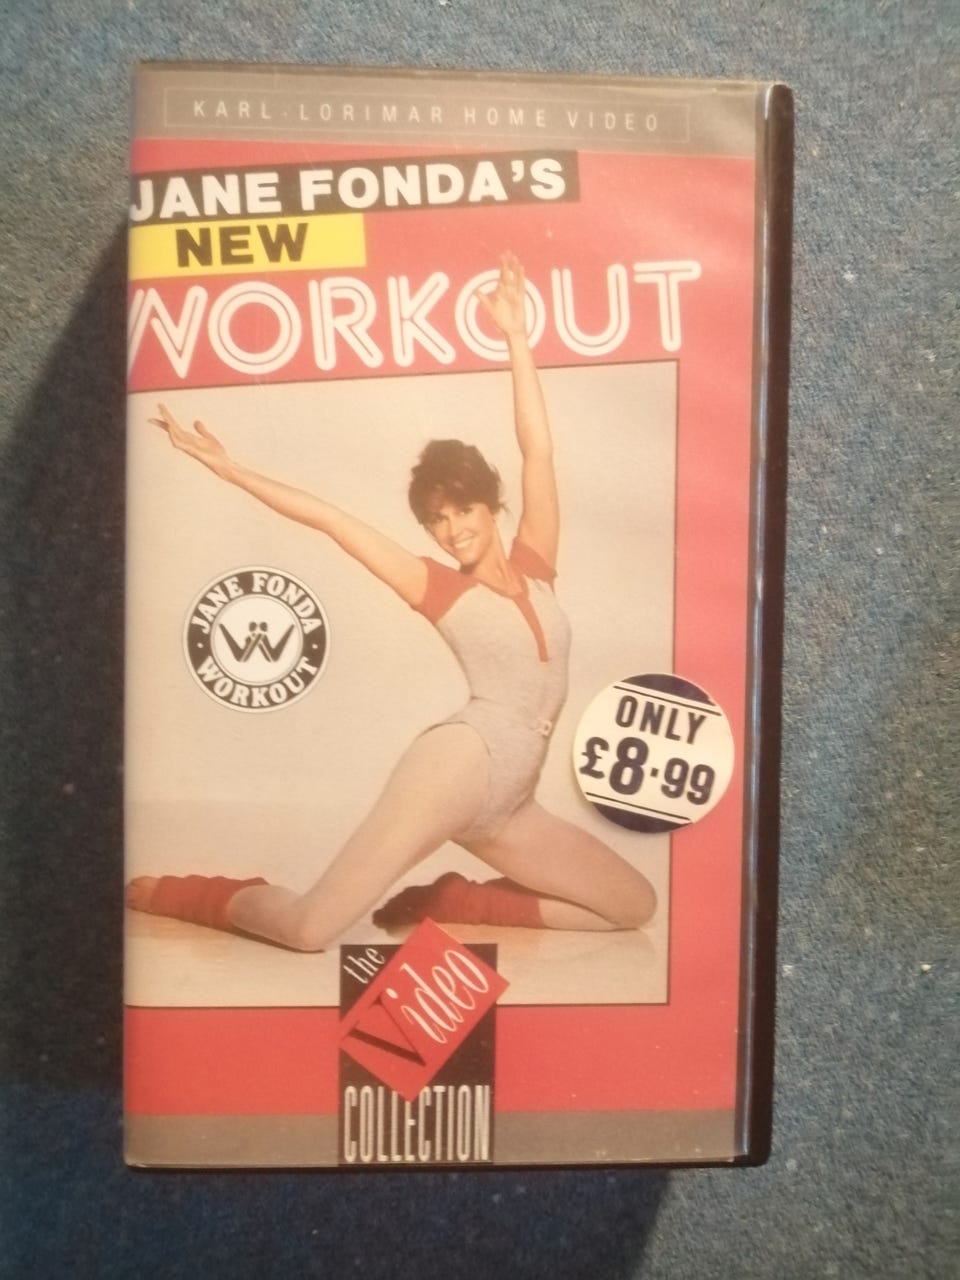 KARL·LORIMAR HOME VIDEO
JANE FONDA'S
NEW
WORKOUT
JANE FONDA
WORKOUT
ONLY
£8·99
the
Video
COLLECTION